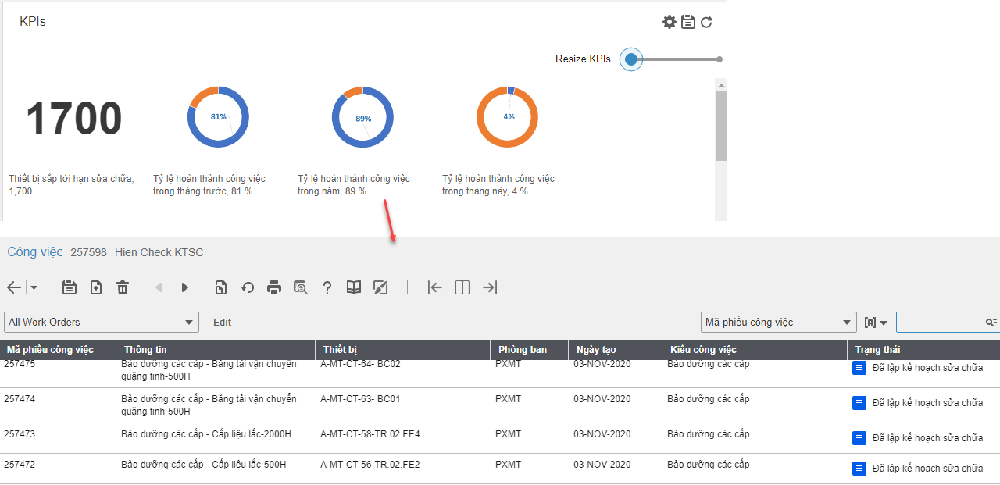 KPIs
Resize KPIs
1700
81%
89%
4%
Thiết bị sắp tới hạn sửa chữa,
1,700
Tỷ lệ hoàn thành công việc
trong tháng trước, 81 %
Tỷ lệ hoàn thành công việc
trong năm, 89 %
Tỷ lệ hoàn thành công việc
trong tháng này, 4 %
Công việc 257598 Hien Check KTSC
All Work Orders Edit Mã phiếu công việc
Mã phiếu công việc Thông tin Thiết bị Phòng ban Ngày tạo Kiểu công việc Trạng thái
257475 Bảo dưỡng các cấp - Băng tải vận chuyển A-MT-CT-64- BC02 PXMT 03-NOV-2020 Bảo dưỡng các cấp Đã lập kế hoạch sửa chữa
quặng tinh-500H
257474 Bảo dưỡng các cấp - Băng tải vận chuyển A-MT-CT-63- BC01 PXMT 03-NOV-2020 Bảo dưỡng các cấp Đã lập kế hoạch sửa chữa
quặng tinh-500H
257473 Bảo dưỡng các cấp - Cấp liệu lắc-2000H A-MT-CT-58-TR.02.FE4 PXMT 03-NOV-2020 Bảo dưỡng các cấp Đã lập kế hoạch sửa chữa
257472 Bảo dưỡng các cấp - Cấp liệu lắc-500H A-MT-CT-56-TR.02.FE2 PXMT 03-NOV-2020 Bảo dưỡng các cấp Đã lập kế hoạch sửa chữa